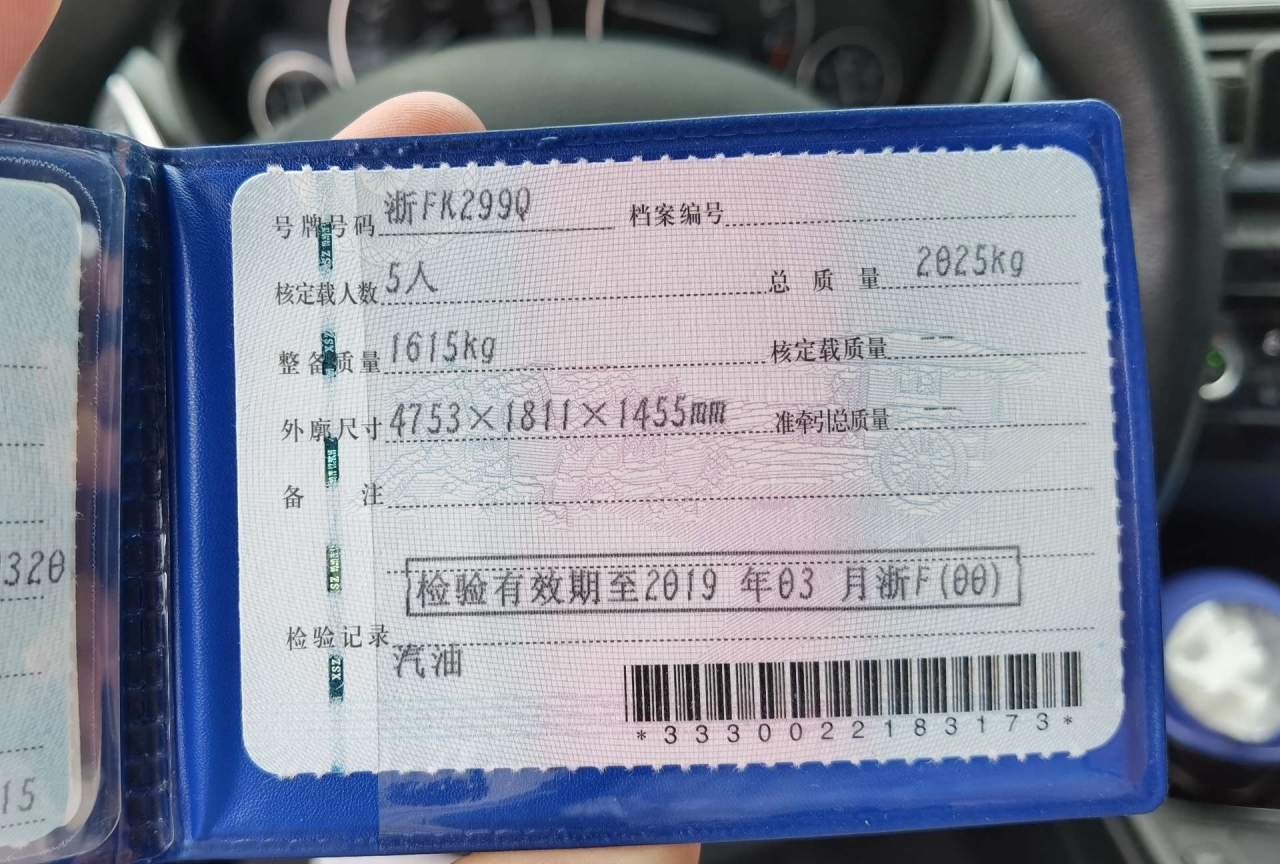 号牌号码 浙FK299Q 档案编号
核定载人数 5人 总质量 2025kg
整备质量 1615kg 核定载质量 --
外廓尺寸 4753×1811×1455mm 准牵引总质量 --
备注
检验有效期至2019 年03 月浙F(00)
检验记录
汽油
*3330022183173*
320
15